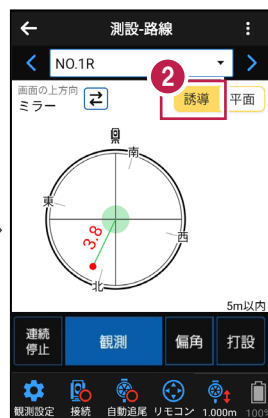 測設-路線
NO.1R
2
画面の上方向
ミラー
誘導 平面
南
東
西
北
3.8
5m以内
連続
停止
観測
偏角
打設
観測設定 接続 自動追尾 リモコン 1.000m 100%